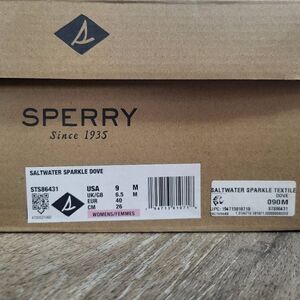 SPERRY
Since 1935
SALTWATER SPARKLE DOVE
STS86431
USA 9 M
UK/GB 6.5 M
EUR 40
CM 26
WOMENS/FEMMES
SALTWATER SPARKLE TEXTILE
DOVE
090M
STS86431